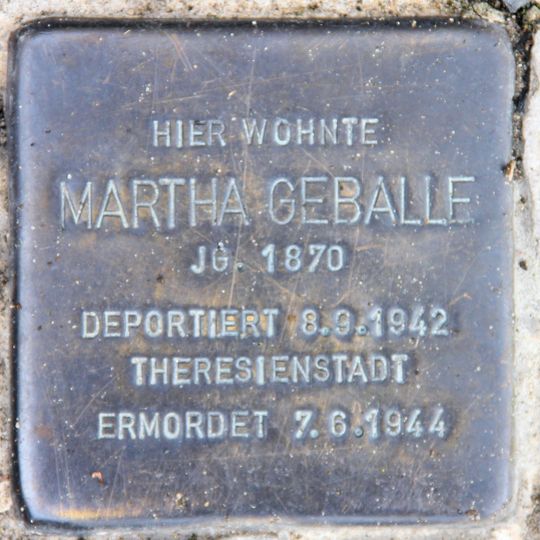 HIER WOHNTE
MARTHA GEBALLE
JG. 1870
DEPORTIERT 8.9.1942
THERESIENSTADT
ERMORDET 7.6.1944